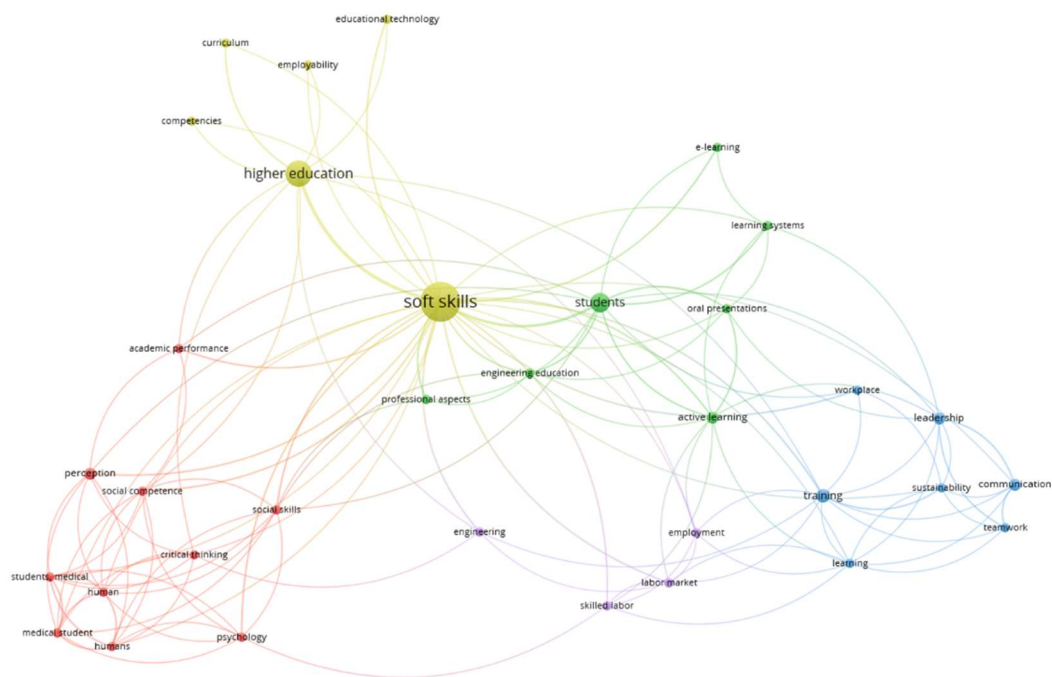 educational technology
curriculum
employability
competencies
e-learning
higher education
learning systems
soft skills
students
oral presentations
academic performance
engineering education
workplace
professional aspects
active learning
leadership
perception
communication
social competence
sustainability
training
social skills
teamwork
engineering
employment
critical thinking
learning
students, medical
labor market
human
skilled labor
medical student
psychology
humans